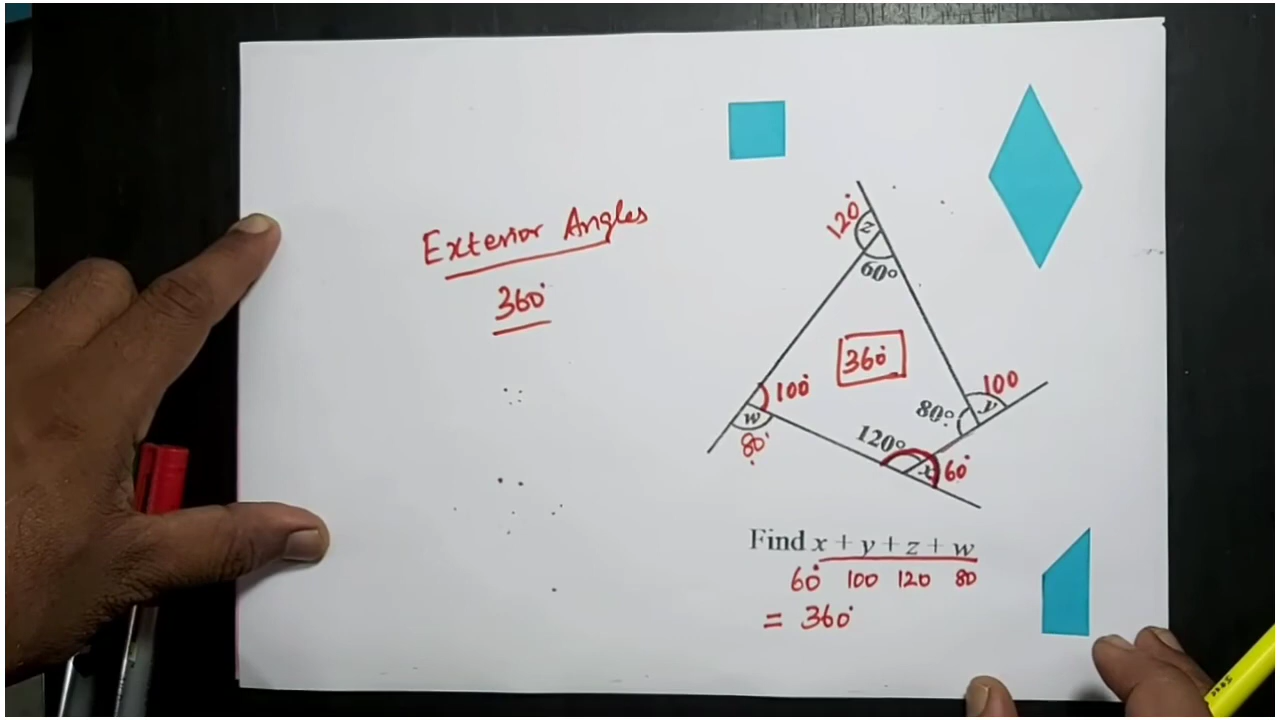 Exterior Angles
360°
120°
z
60°
360°
100°
w
80°
100
80°
y
120°
x
60°
Find x + y + z + w
60° 100 120 80
= 360°